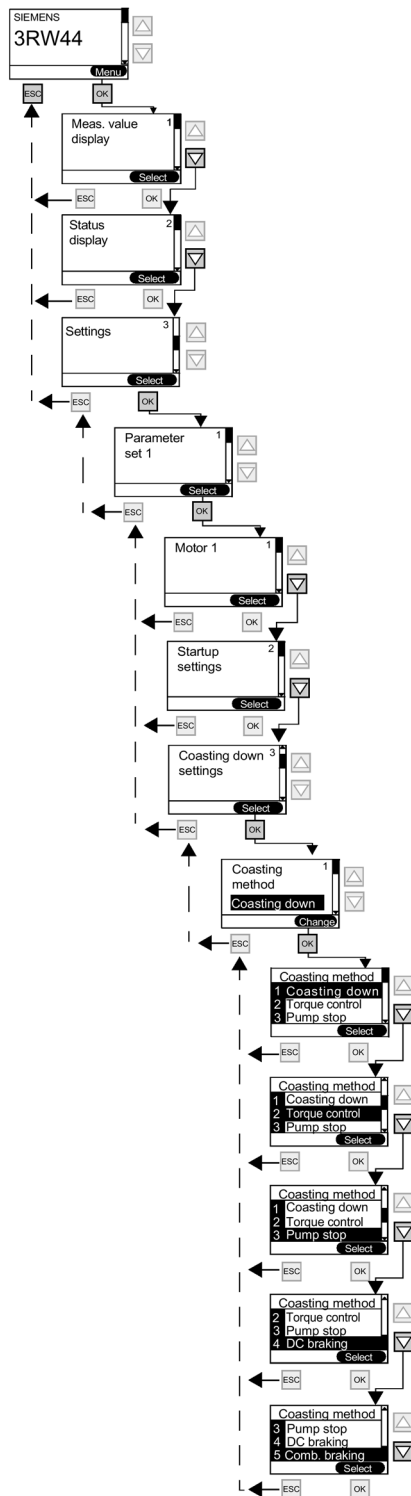 SIEMENS
3RW44
Menu
ESC
OK
Meas. value
display
1
Select
ESC
OK
Status
display
2
Select
ESC
OK
Settings
3
Select
ESC
OK
Parameter
set 1
1
Select
ESC
OK
Motor 1
1
Select
ESC
OK
Startup
settings
2
Select
ESC
OK
Coasting down
settings
3
Select
ESC
OK
Coasting
method
1
Coasting down
Change
ESC
OK
Coasting method
1 Coasting down
2 Torque control
3 Pump stop
Select
ESC
OK
Coasting method
1 Coasting down
2 Torque control
3 Pump stop
Select
ESC
OK
Coasting method
1 Coasting down
2 Torque control
3 Pump stop
Select
ESC
OK
Coasting method
2 Torque control
3 Pump stop
4 DC braking
Select
ESC
OK
Coasting method
3 Pump stop
4 DC braking
5 Comb. braking
Select
ESC
OK